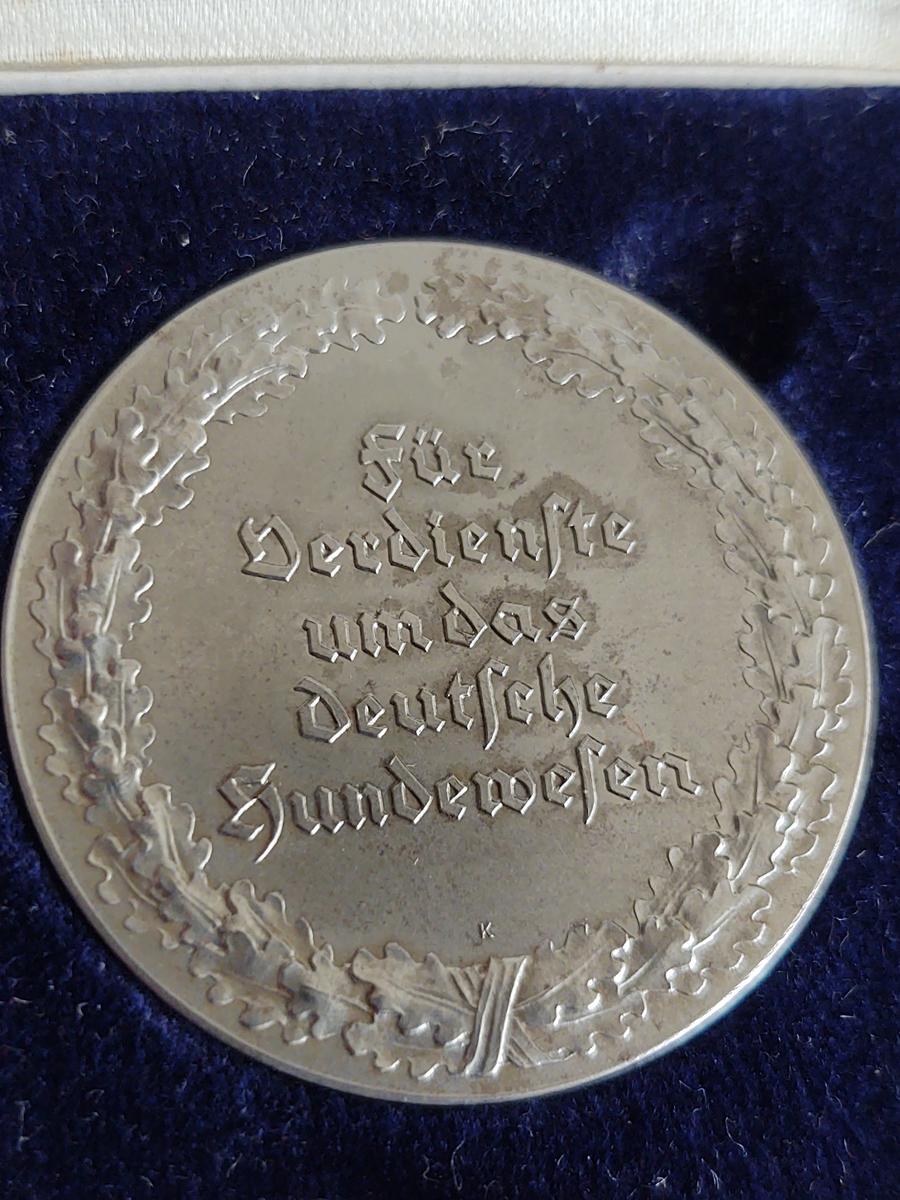 Für
Verdienſte
um das
deutſche
Hundeweſen
K